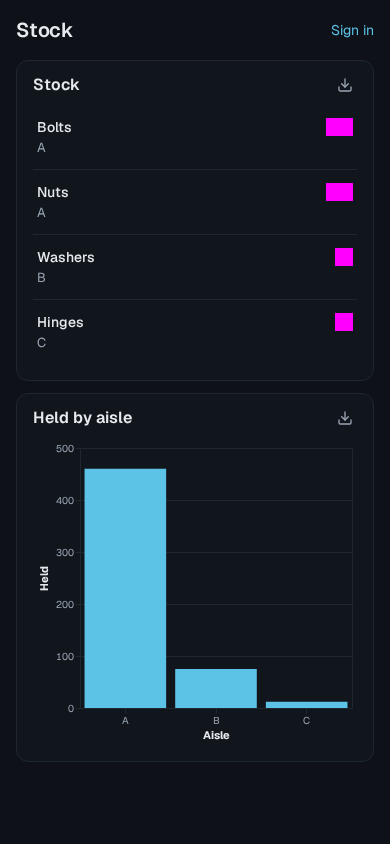 Stock
Sign in
Stock
Bolts
A
Nuts
A
Washers
B
Hinges
C
Held by aisle
500
400
300
200
100
0
Held
A
B
C
Aisle